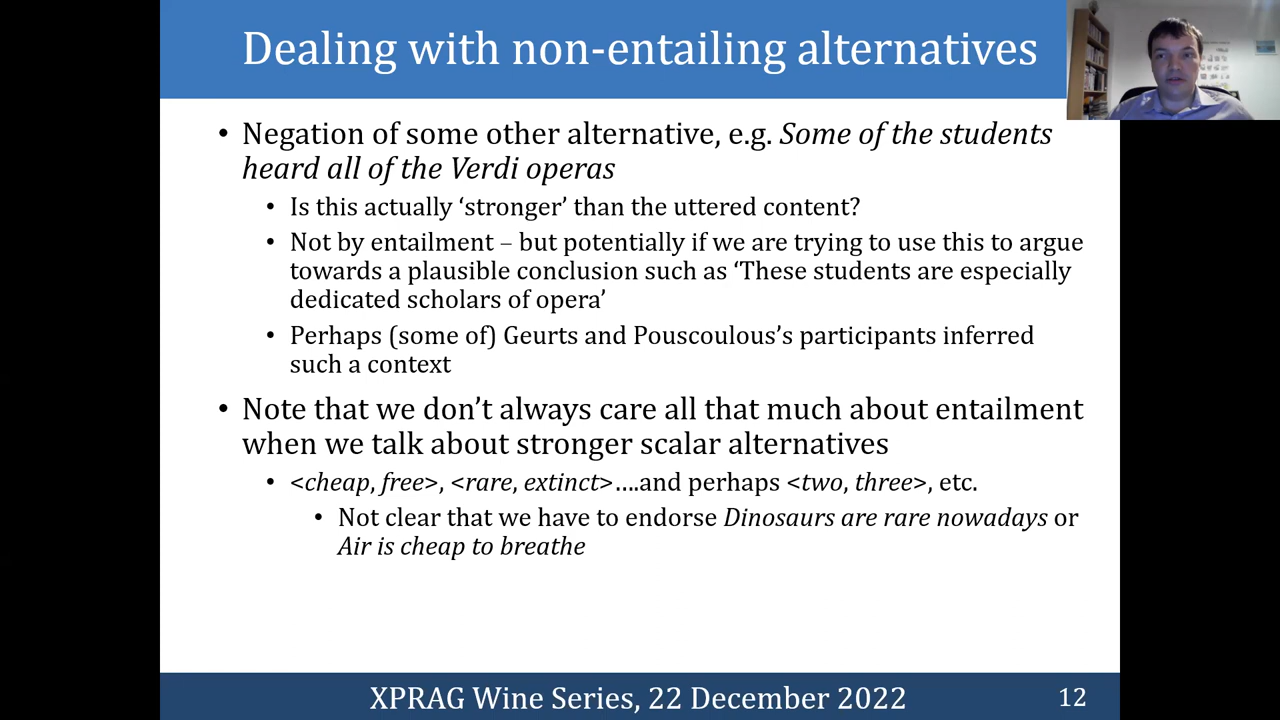 Dealing with non-entailing alternatives
• Negation of some other alternative, e.g. Some of the students
heard all of the Verdi operas
• Is this actually ‘stronger’ than the uttered content?
• Not by entailment – but potentially if we are trying to use this to argue
towards a plausible conclusion such as ‘These students are especially
dedicated scholars of opera’
• Perhaps (some of) Geurts and Pouscoulous’s participants inferred
such a context
• Note that we don’t always care all that much about entailment
when we talk about stronger scalar alternatives
• <cheap, free>, <rare, extinct>….and perhaps <two, three>, etc.
• Not clear that we have to endorse Dinosaurs are rare nowadays or
Air is cheap to breathe
XPRAG Wine Series, 22 December 2022
12